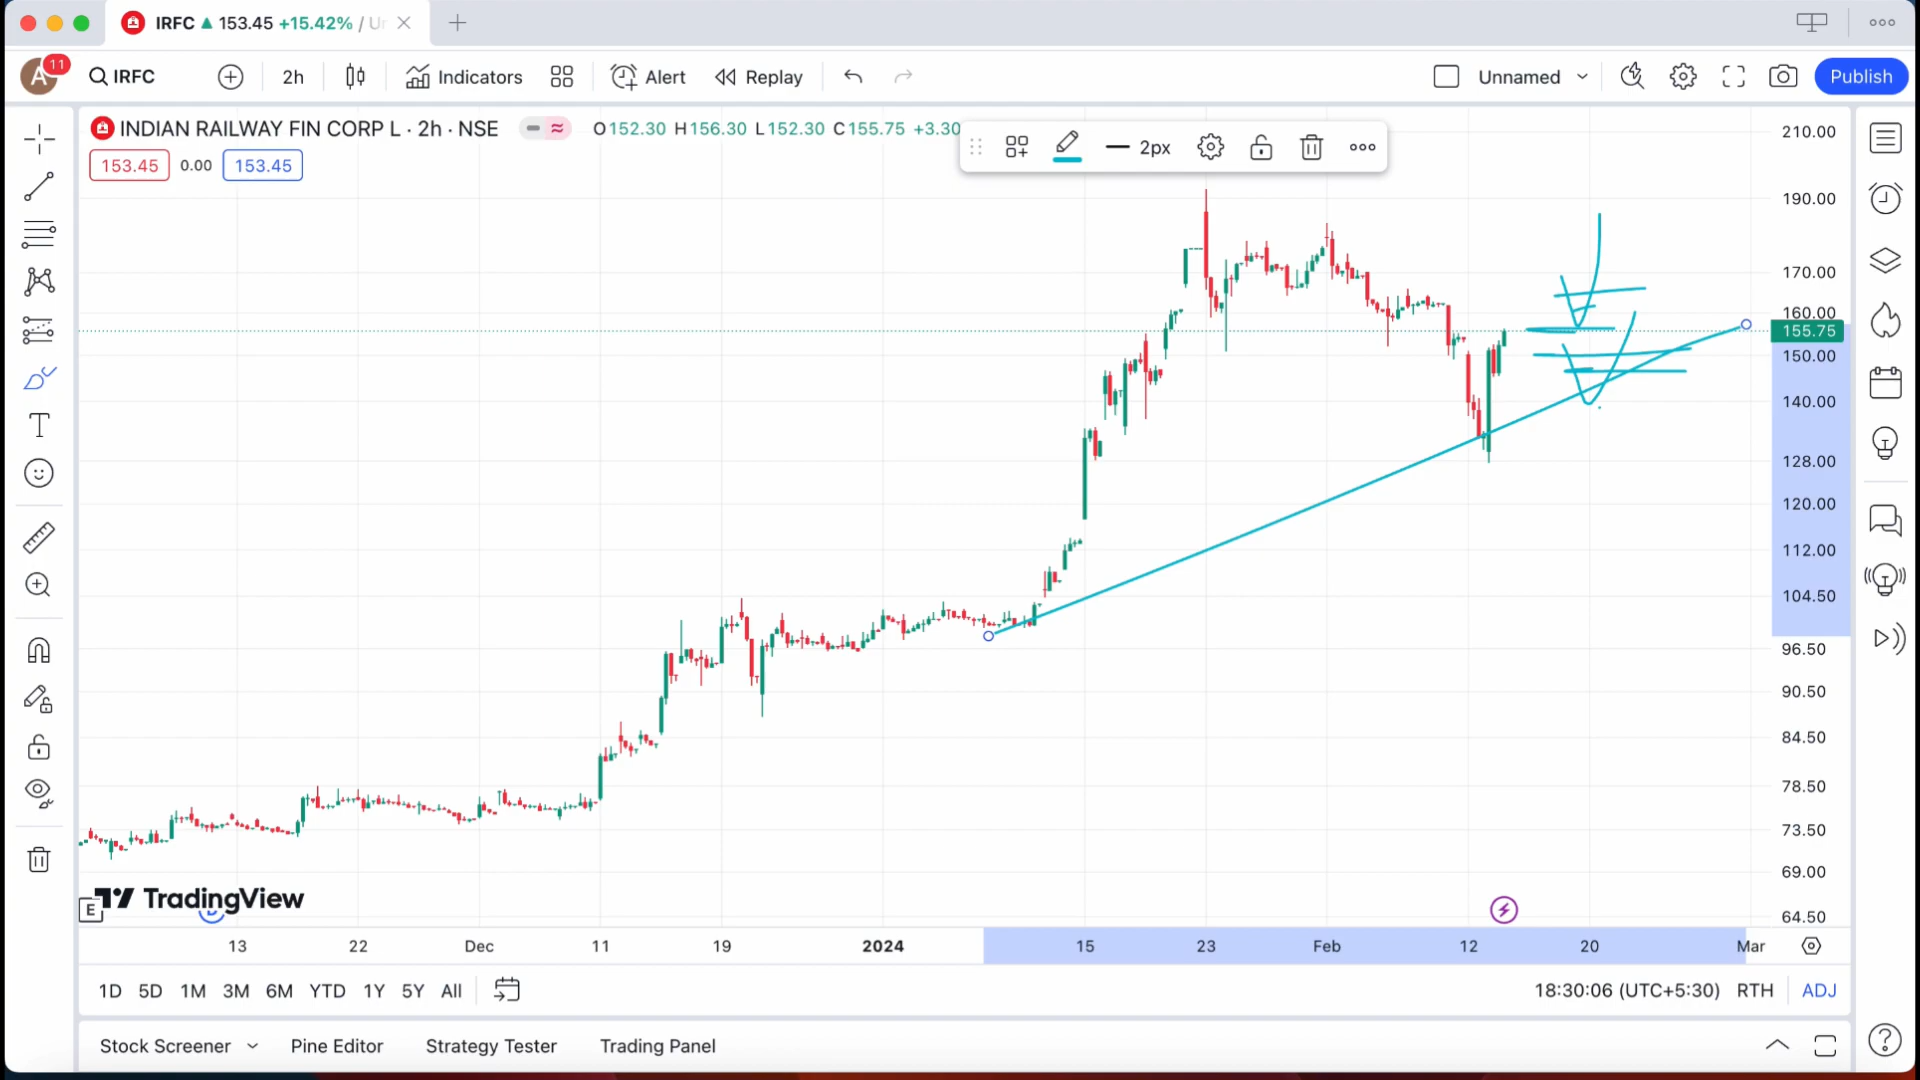 IRFC ▲ 153.45 +15.42% / Un
A 11 IRFC 2h Indicators Alert Replay Unnamed Publish
INDIAN RAILWAY FIN CORP L · 2h · NSE O152.30 H156.30 L152.30 C155.75 +3.30
2px
153.45 0.00 153.45
210.00
190.00
170.00
160.00
155.75
150.00
140.00
128.00
120.00
112.00
104.50
96.50
90.50
84.50
78.50
73.50
69.00
64.50
TradingView
E
13 22 Dec 11 19 2024 15 23 Feb 12 20 Mar
1D 5D 1M 3M 6M YTD 1Y 5Y All 18:30:06 (UTC+5:30) RTH ADJ
Stock Screener Pine Editor Strategy Tester Trading Panel